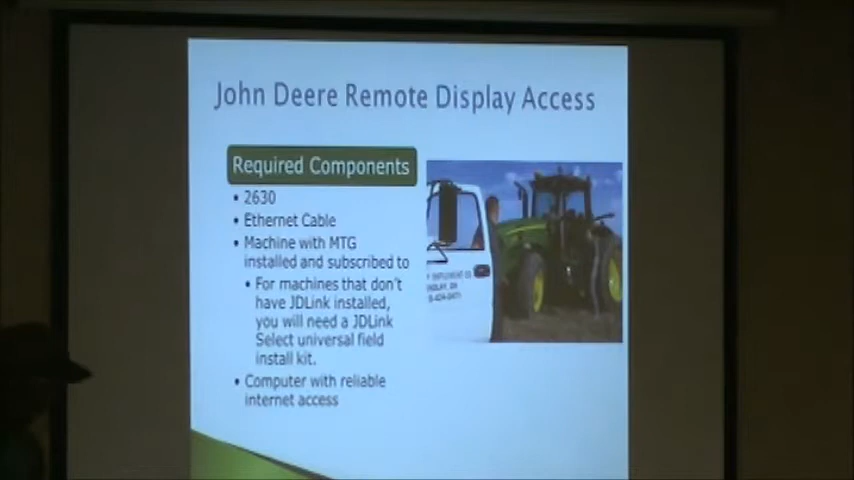 John Deere Remote Display Access
Required Components
• 2630
• Ethernet Cable
• Machine with MTG
installed and subscribed to
• For machines that don't
have JDLink installed,
you will need a JDLink
Select universal field
install kit.
• Computer with reliable
internet access
IMPLEMENT CO